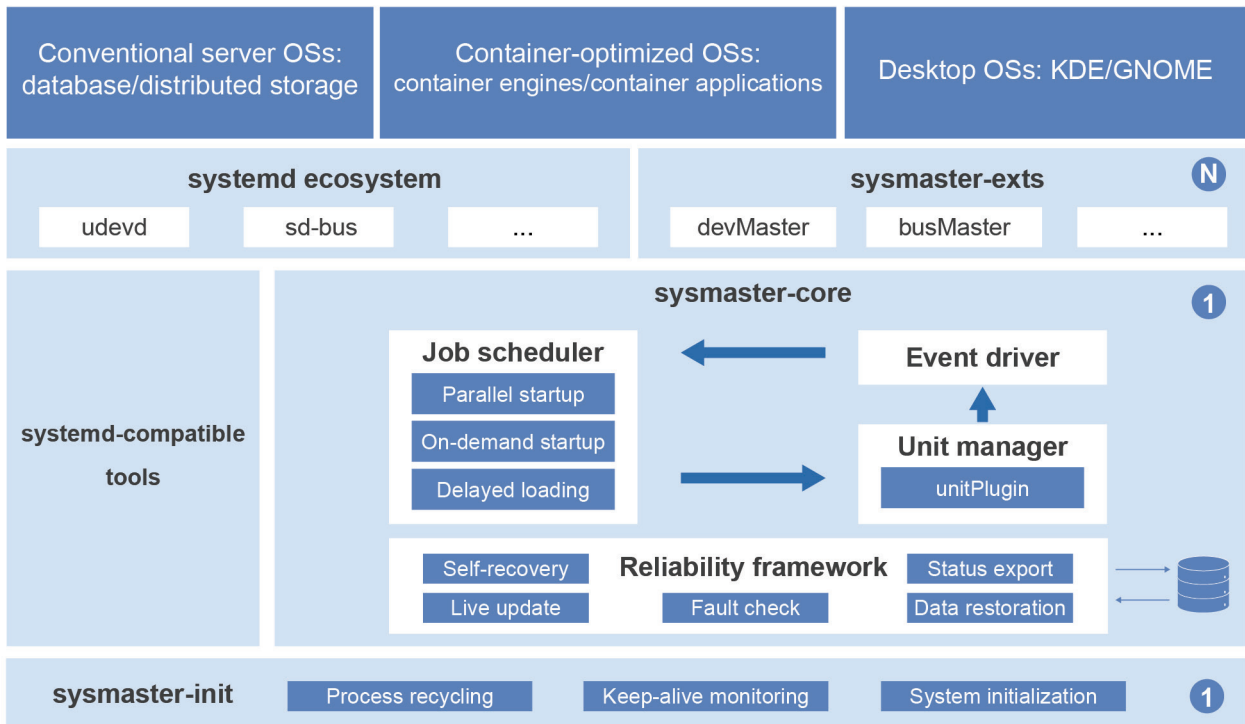 Conventional server OSs:
database/distributed storage
Container-optimized OSs:
container engines/container applications
Desktop OSs: KDE/GNOME
systemd ecosystem
udevd
sd-bus
...
sysmaster-exts
N
devMaster
busMaster
...
systemd-compatible
tools
sysmaster-core
1
Job scheduler
Parallel startup
On-demand startup
Delayed loading
Event driver
Unit manager
unitPlugin
Reliability framework
Self-recovery
Status export
Live update
Fault check
Data restoration
sysmaster-init
Process recycling
Keep-alive monitoring
System initialization
1